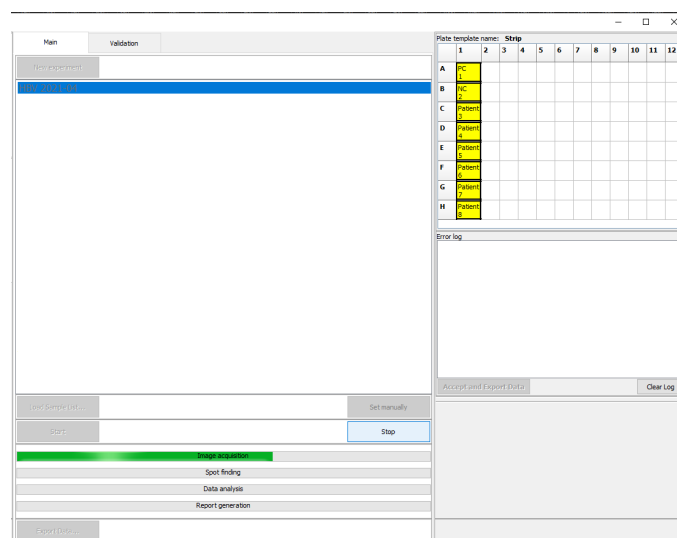 Main
Validation
New experiment
Plate template name: Strip
1 2 3 4 5 6 7 8 9 10 11 12
A PC 1
B NC 2
C Patient 3
D Patient 4
E Patient 5
F Patient 6
G Patient 7
H Patient 8
Error log
Accept and Export Data
Clear Log
Load Sample List...
Set manually
Start
Stop
Image acquisition
Spot finding
Data analysis
Report generation
Export Data...